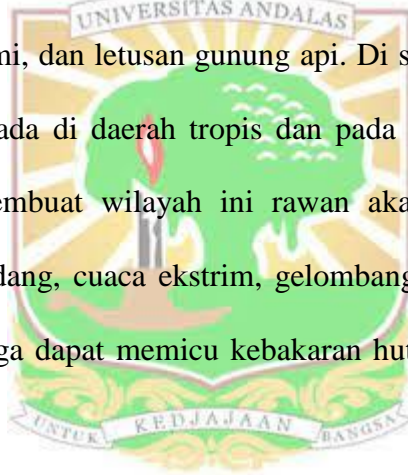 UNIVERSITAS ANDALAS
mi, dan letusan gunung api. Di s
ada di daerah tropis dan pada
embuat wilayah ini rawan aka
dang, cuaca ekstrim, gelombang
ga dapat memicu kebakaran hut
UNTUK KEDJAJAAN BANGSA